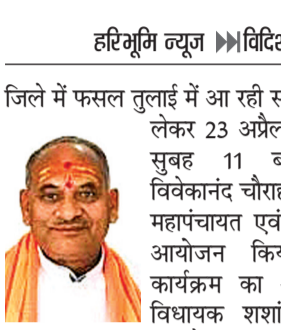 हरिभूमि न्यूज ▶▶| विदिश
जिले में फसल तुलाई में आ रही स
लेकर 23 अप्रैल
सुबह 11 ब
विवेकानंद चौराह
महापंचायत एवं
आयोजन किय
कार्यक्रम का
विधायक शशां